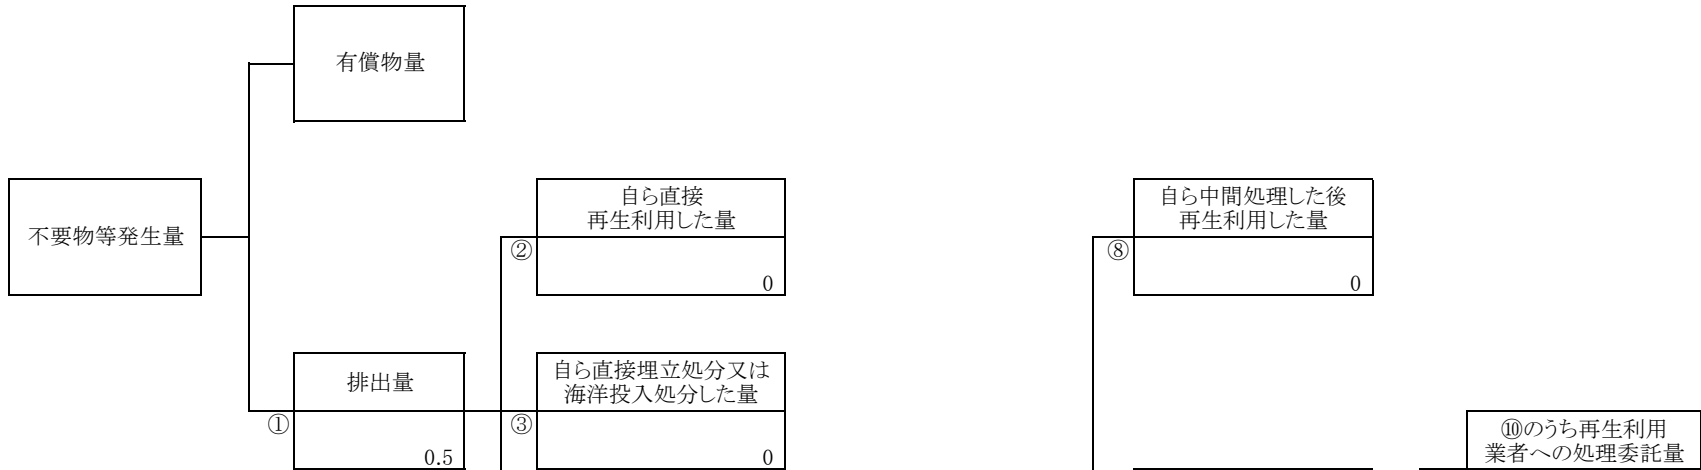 有償物量
不要物等発生量
自ら直接
再生利用した量
②
0
自ら中間処理した後
再生利用した量
⑧
0
排出量
①
0.5
自ら直接埋立処分又は
海洋投入処分した量
③
0
⑩のうち再生利用
業者への処理委託量